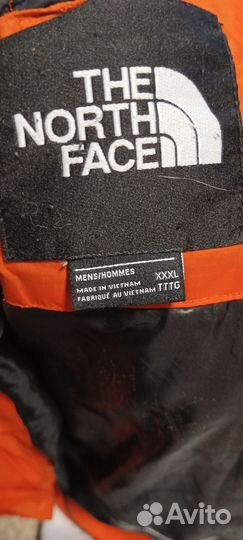 THE
NORTH
FACE
MENS/HOMMES XXXL
MADE IN VIETNAM
FABRIQUÉ AU VIETNAM TTTG
Avito